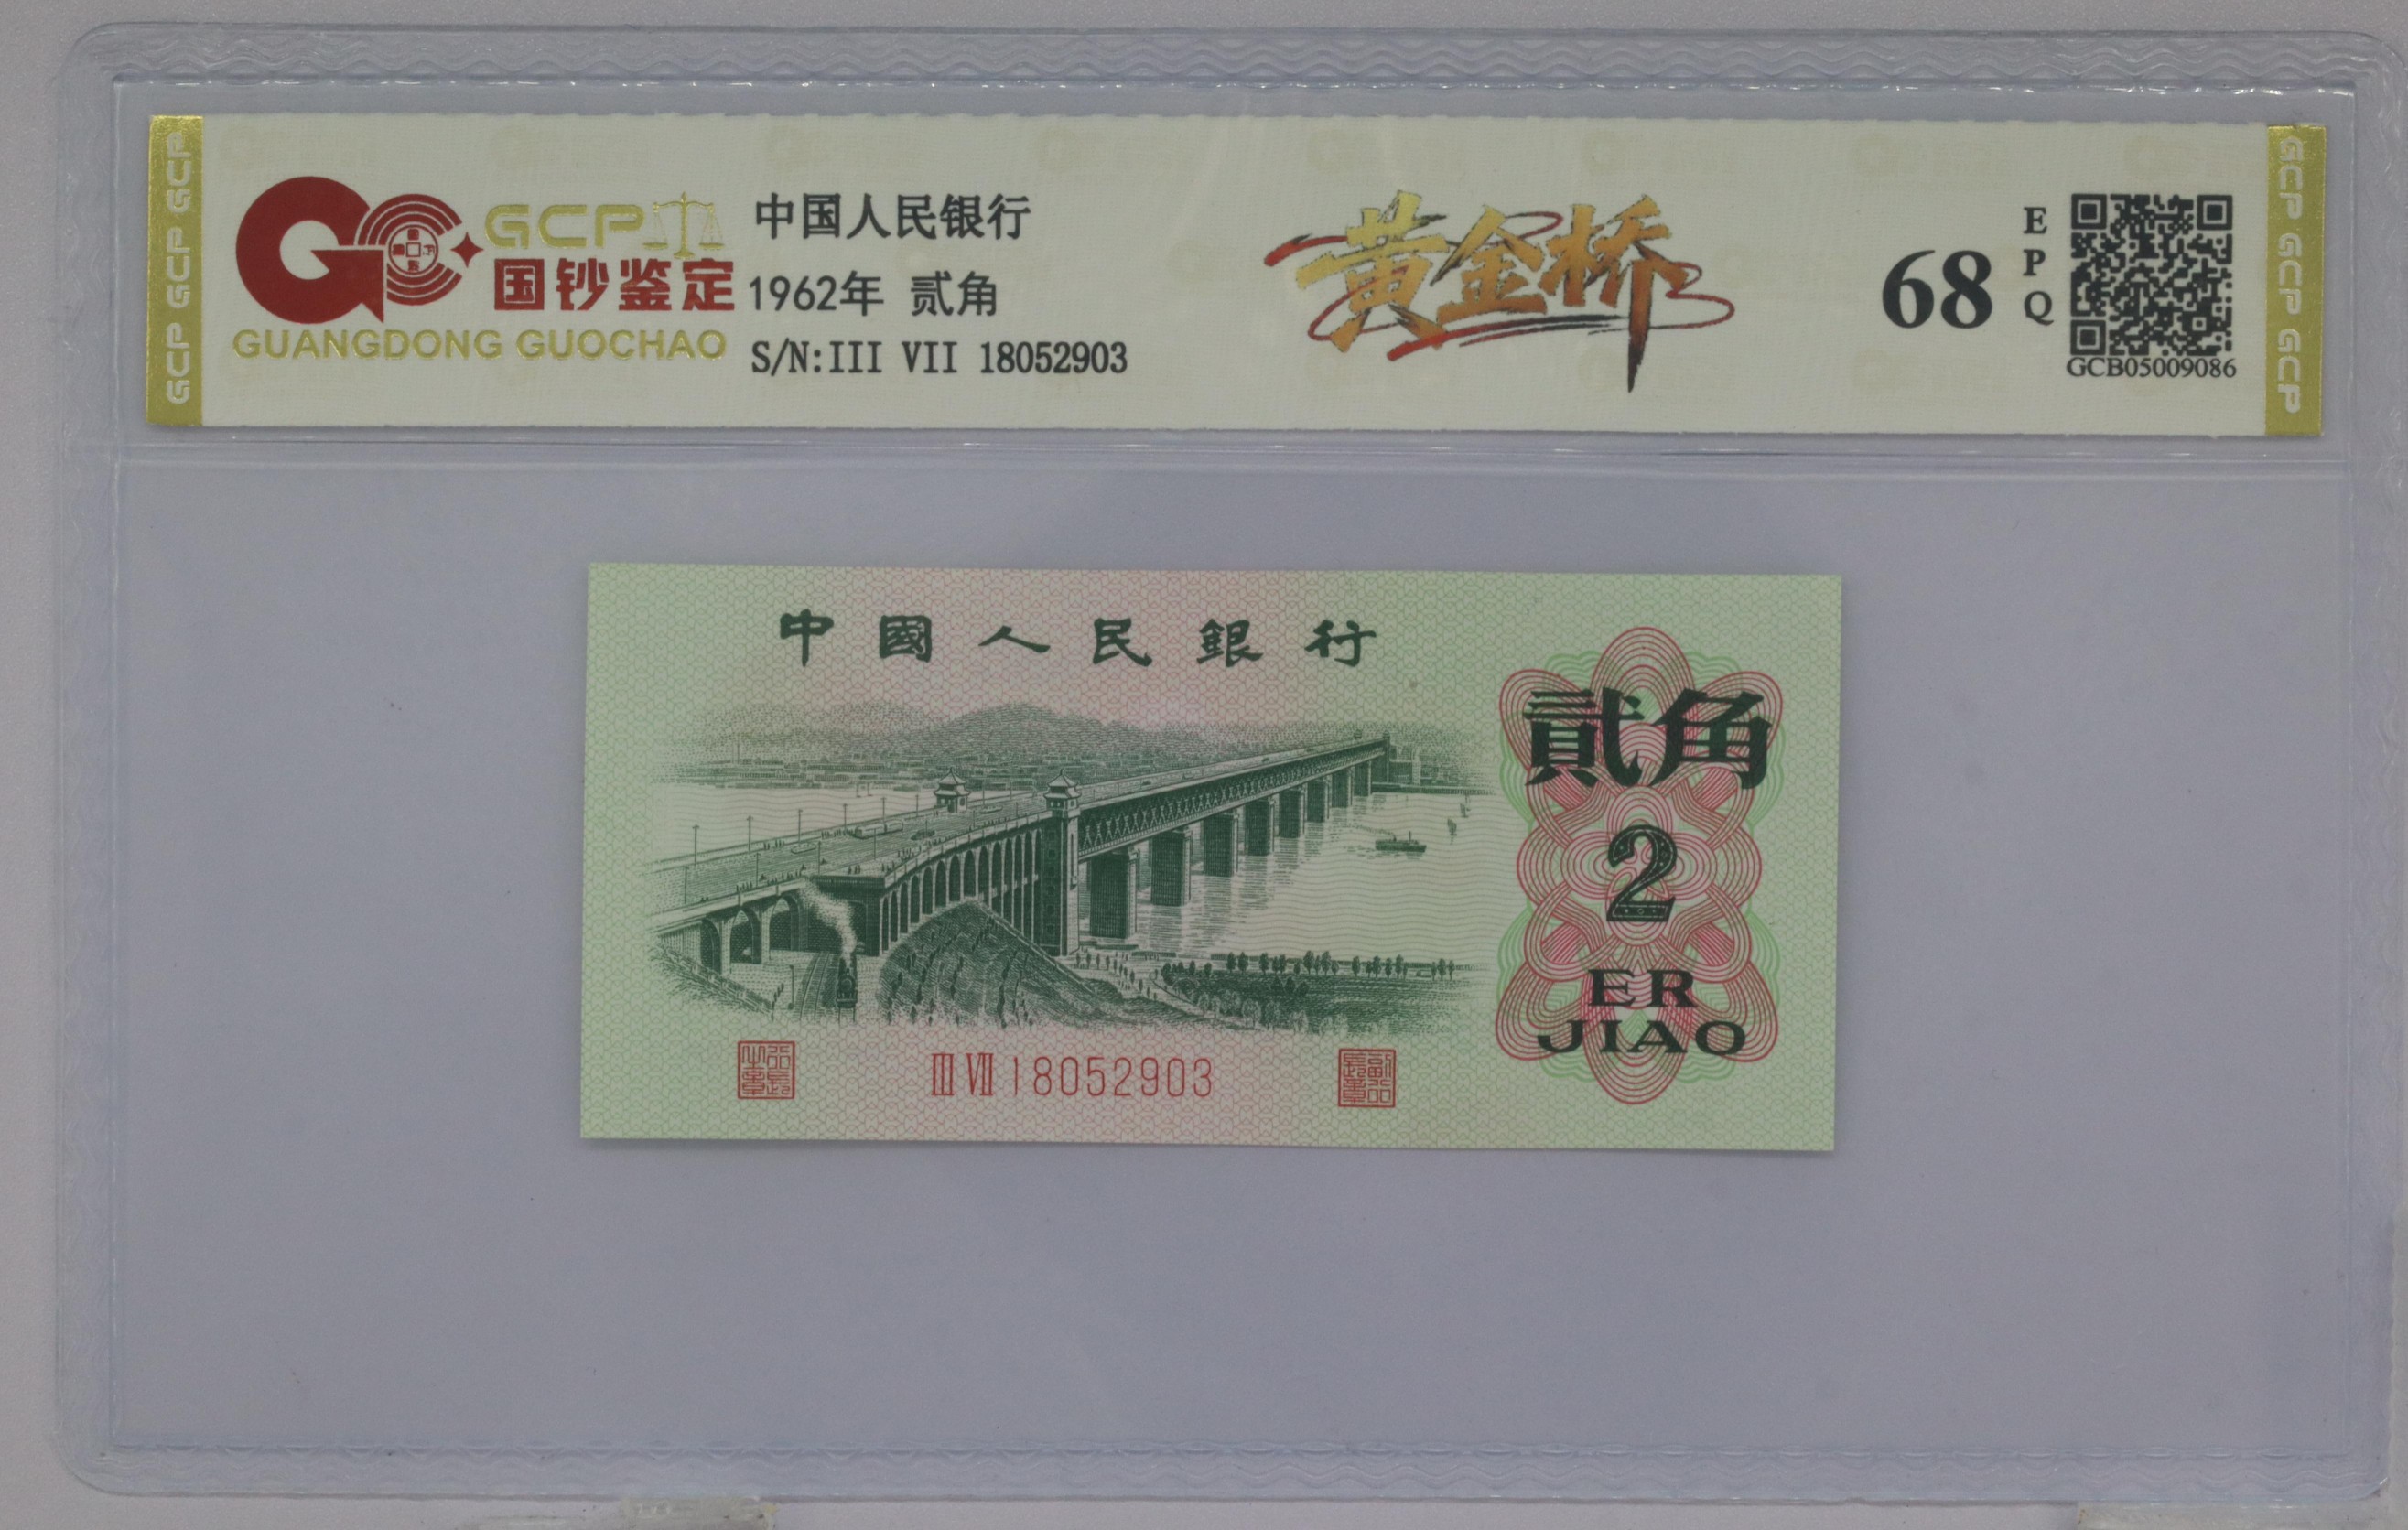 GCP GCP GCP
GCP
国钞鉴定
GUANGDONG GUOCHAO
中国人民银行
1962年 贰角
S/N:III VII 18052903
黄金桥
68
EPQ
GCB05009086
GCP GCP GCP
中國人民銀行
貳角
2
ER
JIAO
III VII 18052903